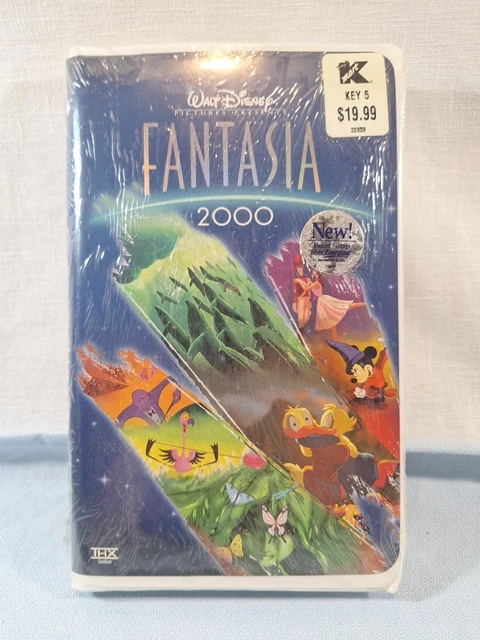 K
KEY 5
$19.99
WALT DISNEY
PICTURES PRESENTS
FANTASIA
2000
New!
THX